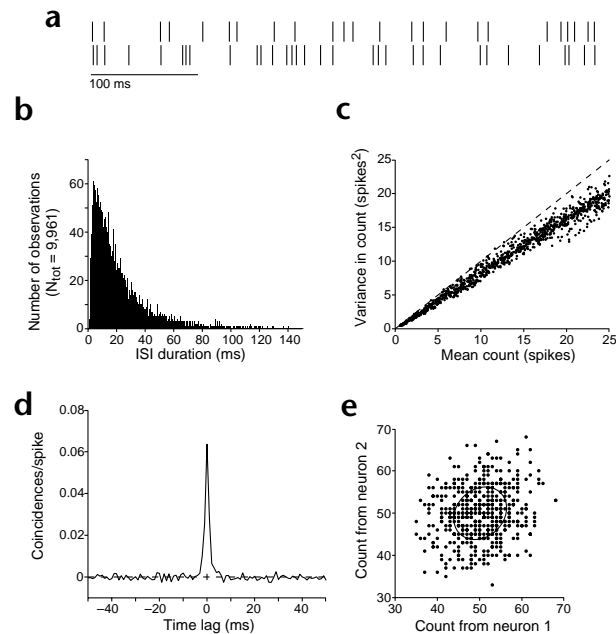 a
100 ms
b
Number of observations
(Ntot = 9,961)
60
40
20
0
0 20 40 60 80 100 120 140
ISI duration (ms)
c
Variance in count (spikes²)
25
20
15
10
5
0
0 5 10 15 20 25
Mean count (spikes)
d
Coincidences/spike
0.08
0.06
0.04
0.02
0
–40 –20 0 20 40
Time lag (ms)
e
Count from neuron 2
70
60
50
40
30
30 40 50 60 70
Count from neuron 1